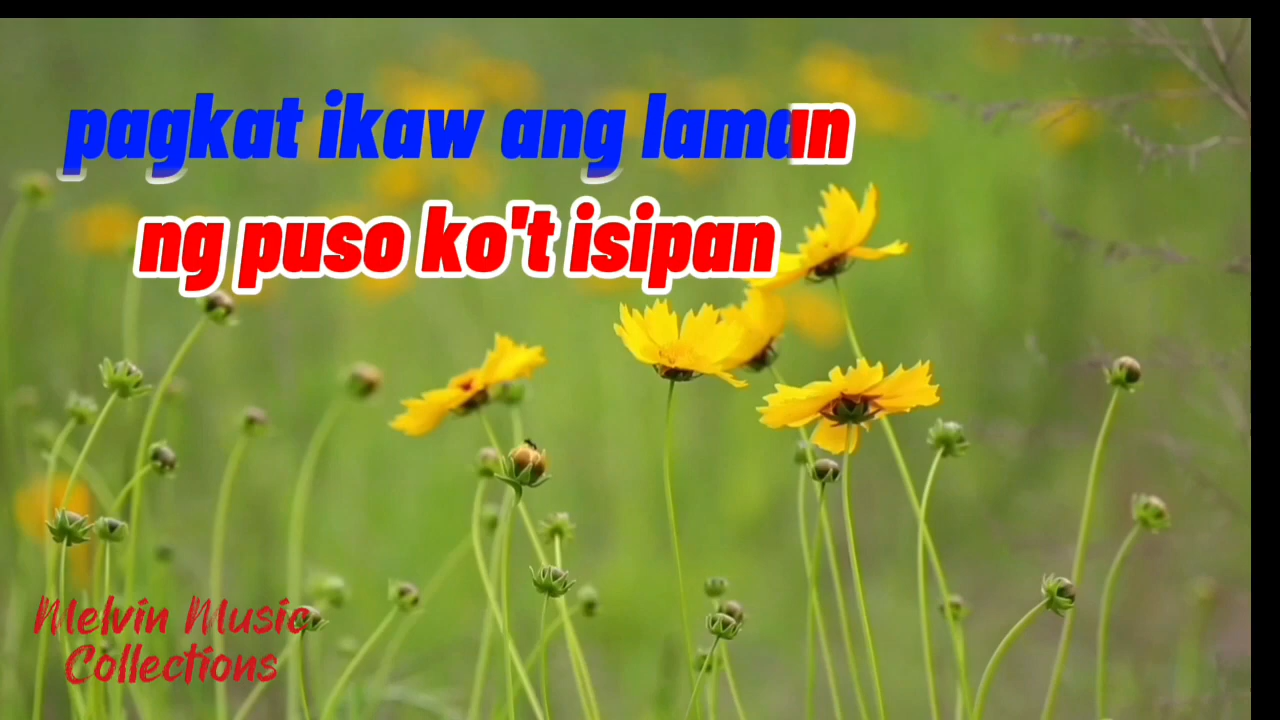 pagkat ikaw ang laman
ng puso ko't isipan
Melvin Music
Collections